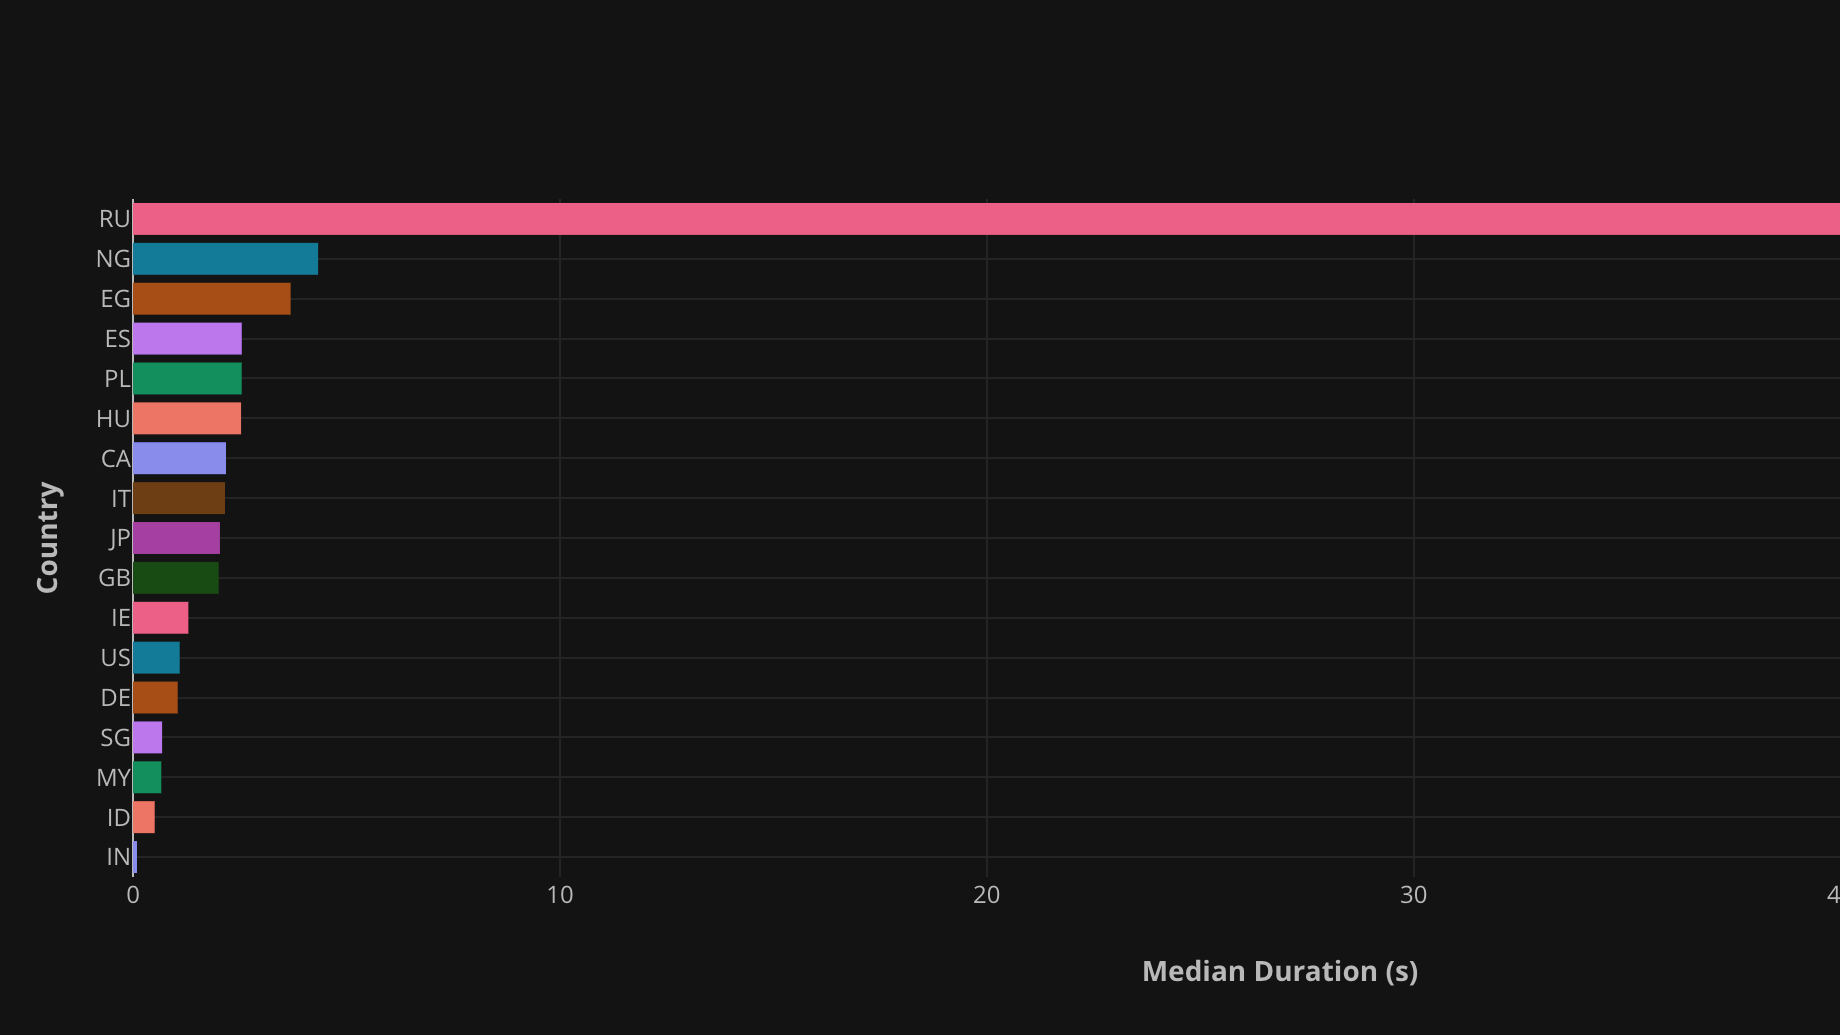 RU
NG
EG
ES
PL
HU
CA
IT
JP
GB
IE
US
DE
SG
MY
ID
IN
Country
0 10 20 30 4
Median Duration (s)